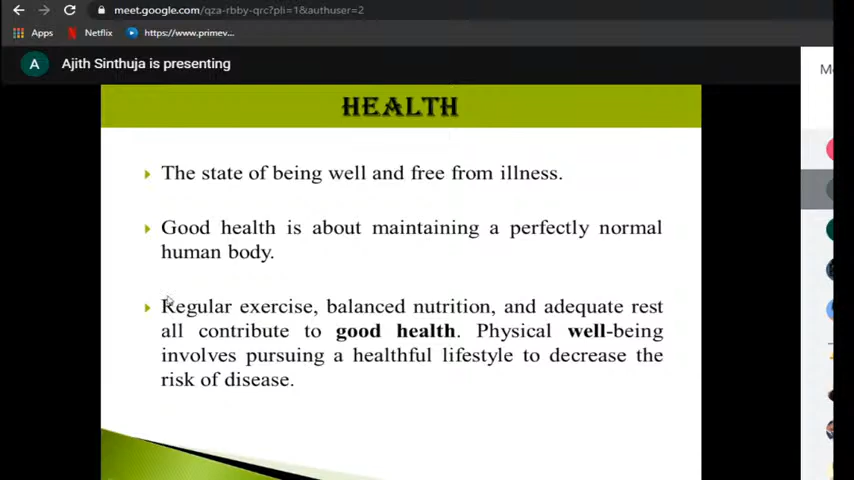 meet.google.com/qza-rbby-qrc?pli=1&authuser=2
Apps Netflix https://www.primev...
A Ajith Sinthuja is presenting
HEALTH
The state of being well and free from illness.
Good health is about maintaining a perfectly normal
human body.
Regular exercise, balanced nutrition, and adequate rest
all contribute to good health. Physical well-being
involves pursuing a healthful lifestyle to decrease the
risk of disease.